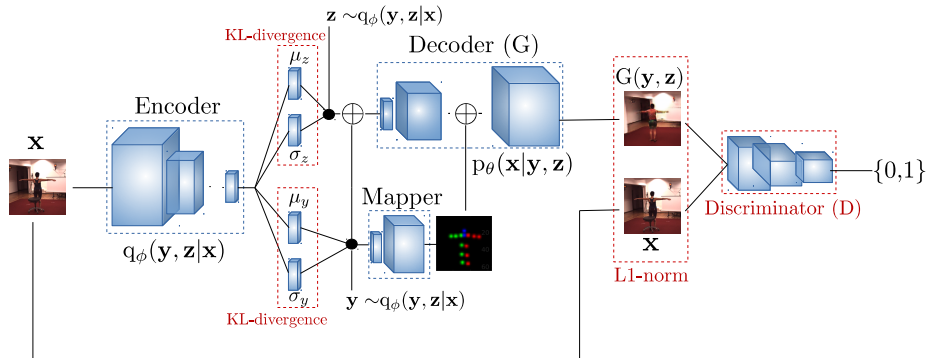 z ∼q_ϕ(y, z|x)
KL-divergence
Decoder (G)
μ_z
G(y, z)
Encoder
x
σ_z
{0,1}
p_θ(x|y, z)
μ_y
Mapper
Discriminator (D)
x
q_ϕ(y, z|x)
σ_y
L1-norm
y ∼q_ϕ(y, z|x)
KL-divergence